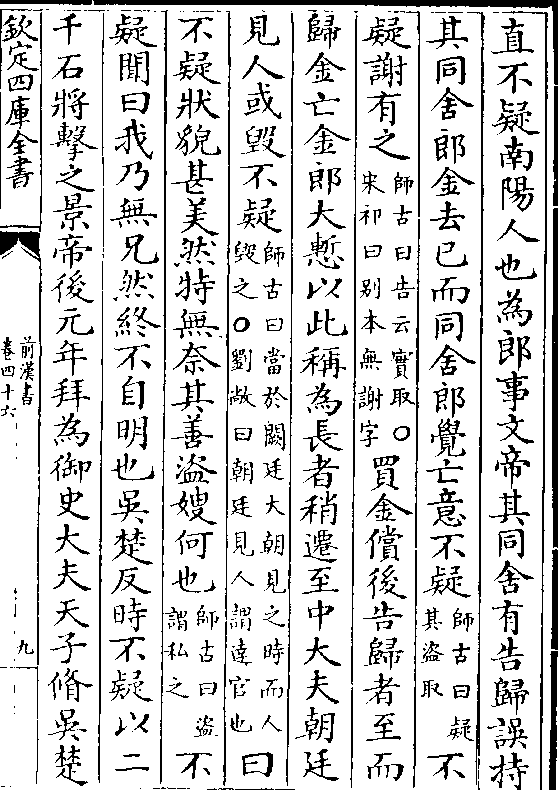 直不疑南陽人也為郎事文帝其同舍有告歸誤持
其同舍郎金去已而同舍郎覺亡意不疑師古曰疑其盜取不
疑謝有之師古曰告云實取〇宋祁曰别本無謝字買金償後告歸者至而
歸金亡金郎大慙以此稱為長者稍遷至中大夫朝廷
見人或毀不疑師古曰當於闕廷大朝見之時而人毀之〇劉敞曰朝廷見人謂達官也曰
不疑狀貌甚美然特無奈其善盜嫂何也師古曰盜謂私之不
疑聞曰我乃無兄然終不自明也吳楚反時不疑以二
千石將擊之景帝後元年拜為御史大夫天子脩吳楚
欽定四庫全書
前漢書
卷四十六
九